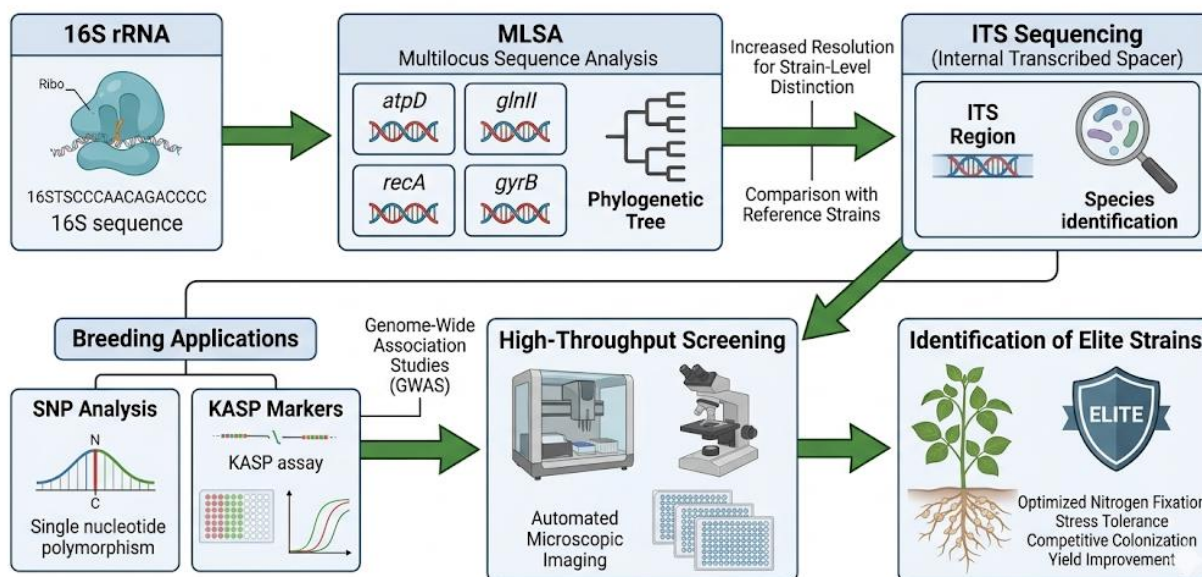 16S rRNA
Ribo
16STSCCCAACAGACCCC
16S sequence
MLSA
Multilocus Sequence Analysis
atpD
glnII
recA
gyrB
Phylogenetic
Tree
Increased Resolution
for Strain-Level
Distinction
Comparison with
Reference Strains
ITS Sequencing
(Internal Transcribed Spacer)
ITS
Region
Species
identification
Breeding Applications
SNP Analysis
N
C
Single nucleotide
polymorphism
KASP Markers
KASP assay
Genome-Wide
Association
Studies
(GWAS)
High-Throughput Screening
Automated
Microscopic
Imaging
Identification of Elite Strains
ELITE
Optimized Nitrogen Fixation
Stress Tolerance
Competitive Colonization
Yield Improvement